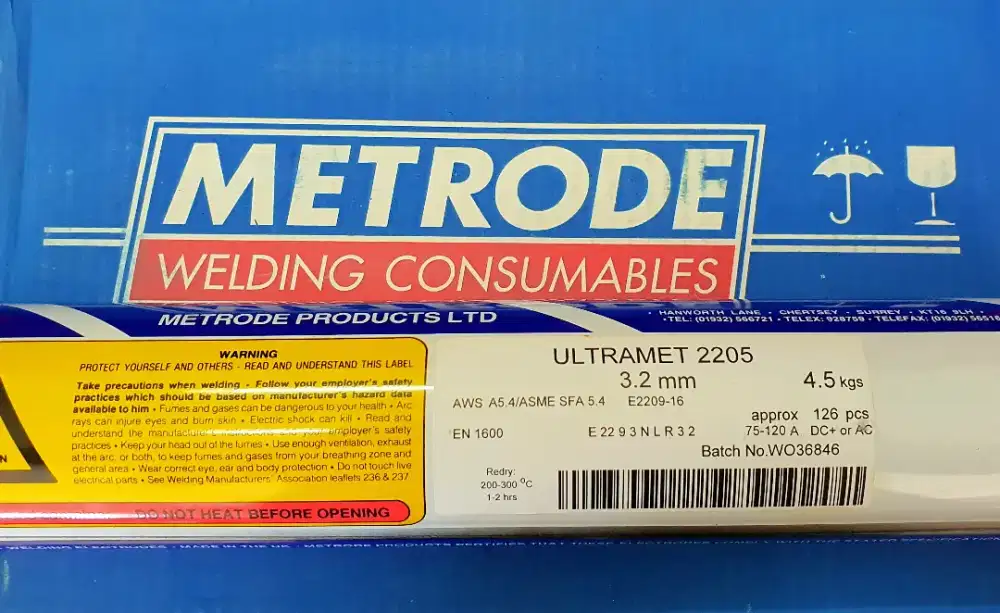 METRODE
WELDING CONSUMABLES
METRODE PRODUCTS LTD
· HANWORTH LANE · CHERTSEY · SURREY · KT16 9LH ·
· TEL: (01932) 566721 · TELEX: 928759 · TELEFAX: (01932)
WARNING
PROTECT YOURSELF AND OTHERS · READ AND UNDERSTAND THIS LABEL
Take precautions when welding · Follow your employer's safety
practices which should be based on manufacturer's hazard data
available to him · Fumes and gases can be dangerous to your health · Arc
rays can injure eyes and burn skin · Electric shock can kill · Read and
understand the manufacturer's instructions and your employer's safety
practices · Keep your head out of the fumes · Use enough ventilation, exhaust
at the arc, or both, to keep fumes and gases from your breathing zone and
general area · Wear correct eye, ear and body protection · Do not touch live
electrical parts · See Welding Manufacturers' Association leaflets 236 & 237
DO NOT HEAT BEFORE OPENING
ULTRAMET 2205
3.2 mm 4.5 kgs
AWS A5.4/ASME SFA 5.4 E2209-16
approx 126 pcs
EN 1600 E 22 9 3 N L R 3 2 75-120 A DC+ or AC
Batch No.WO36846
Redry:
200-300 °C
1-2 hrs
WELDING ELECTRODES · MADE IN THE UK · METRODE PRODUCTS CERTIFIES THAT